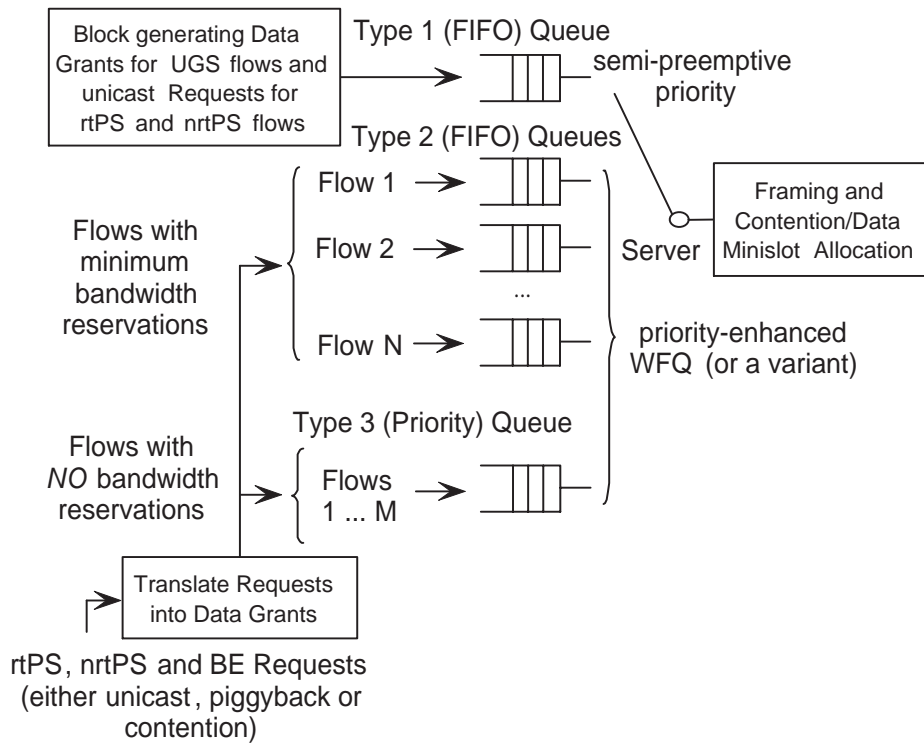 Block generating Data
Grants for UGS flows and
unicast Requests for
rtPS and nrtPS flows
Type 1 (FIFO) Queue
semi-preemptive
priority
Type 2 (FIFO) Queues
Flow 1
Flow 2
...
Flow N
Flows with
minimum
bandwidth
reservations
Server
Framing and
Contention/Data
Minislot Allocation
priority-enhanced
WFQ (or a variant)
Type 3 (Priority) Queue
Flows with
NO bandwidth
reservations
Flows
1 ... M
Translate Requests
into Data Grants
rtPS, nrtPS and BE Requests
(either unicast, piggyback or
contention)